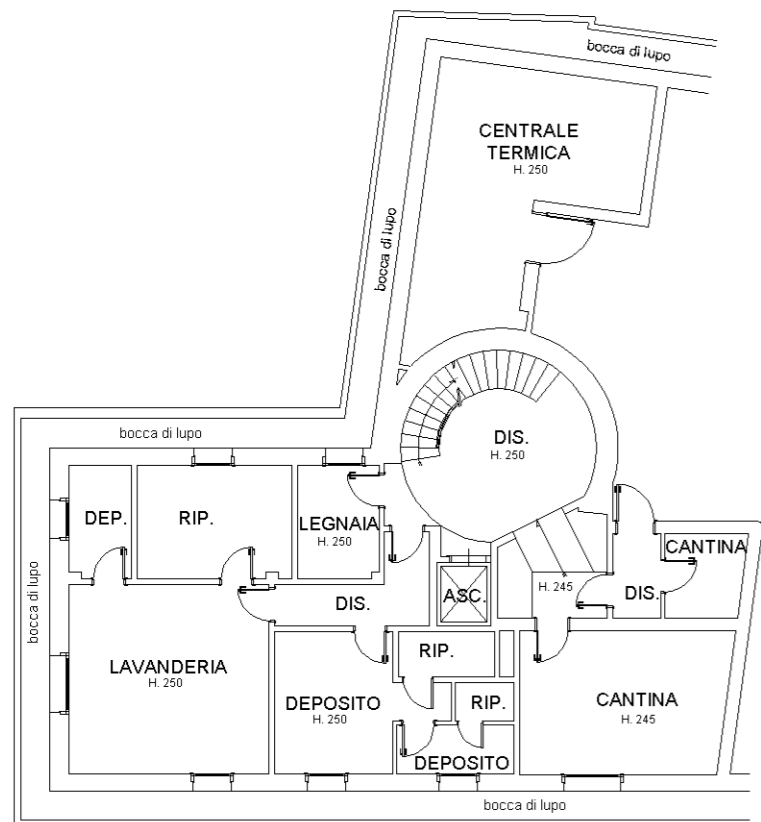 bocca di lupo
CENTRALE
TERMICA
H. 250
bocca di lupo
bocca di lupo
DIS.
H. 250
DEP.
RIP.
LEGNAIA
H. 250
CANTINA
ASC.
H. 245
DIS.
DIS.
bocca di lupo
RIP.
LAVANDERIA
H. 250
DEPOSITO
H. 250
RIP.
CANTINA
H. 245
DEPOSITO
bocca di lupo